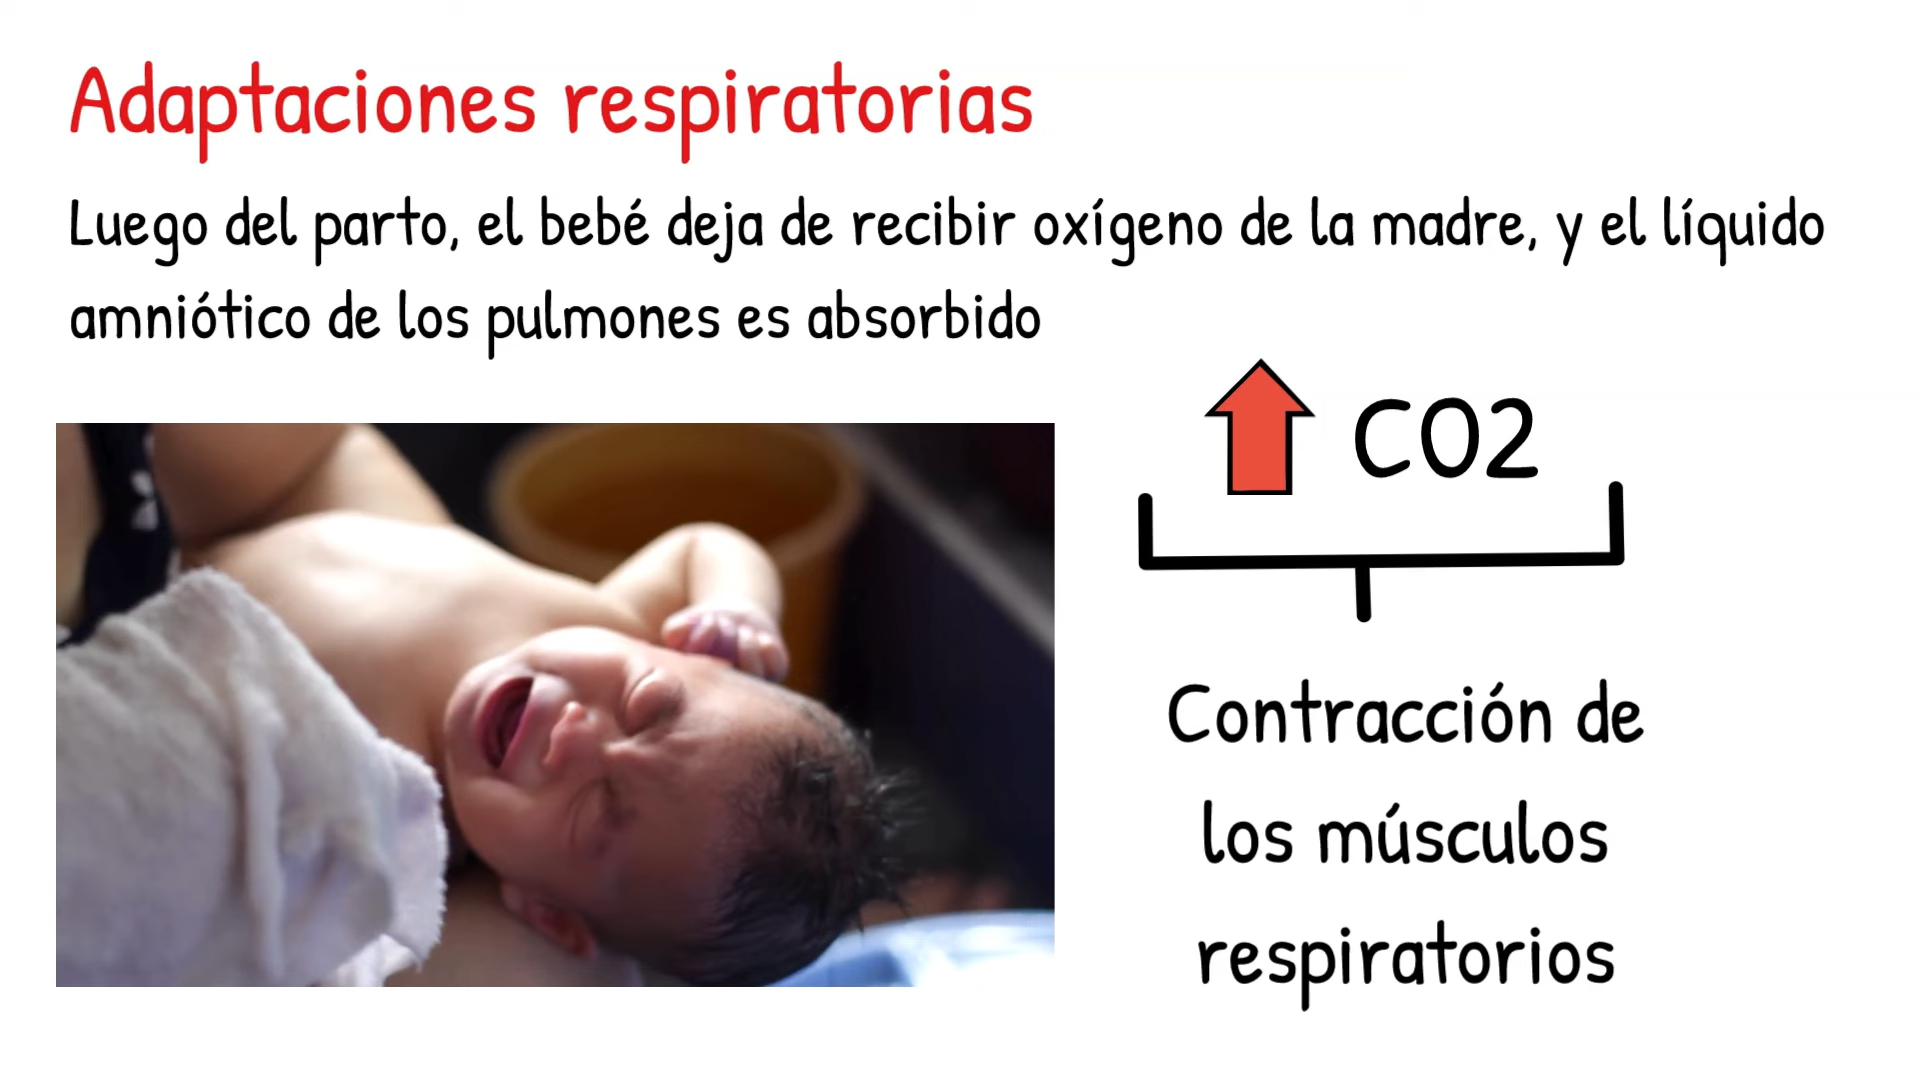 Adaptaciones respiratorias
Luego del parto, el bebé deja de recibir oxígeno de la madre, y el líquido
amniótico de los pulmones es absorbido
CO2
Contracción de
los músculos
respiratorios